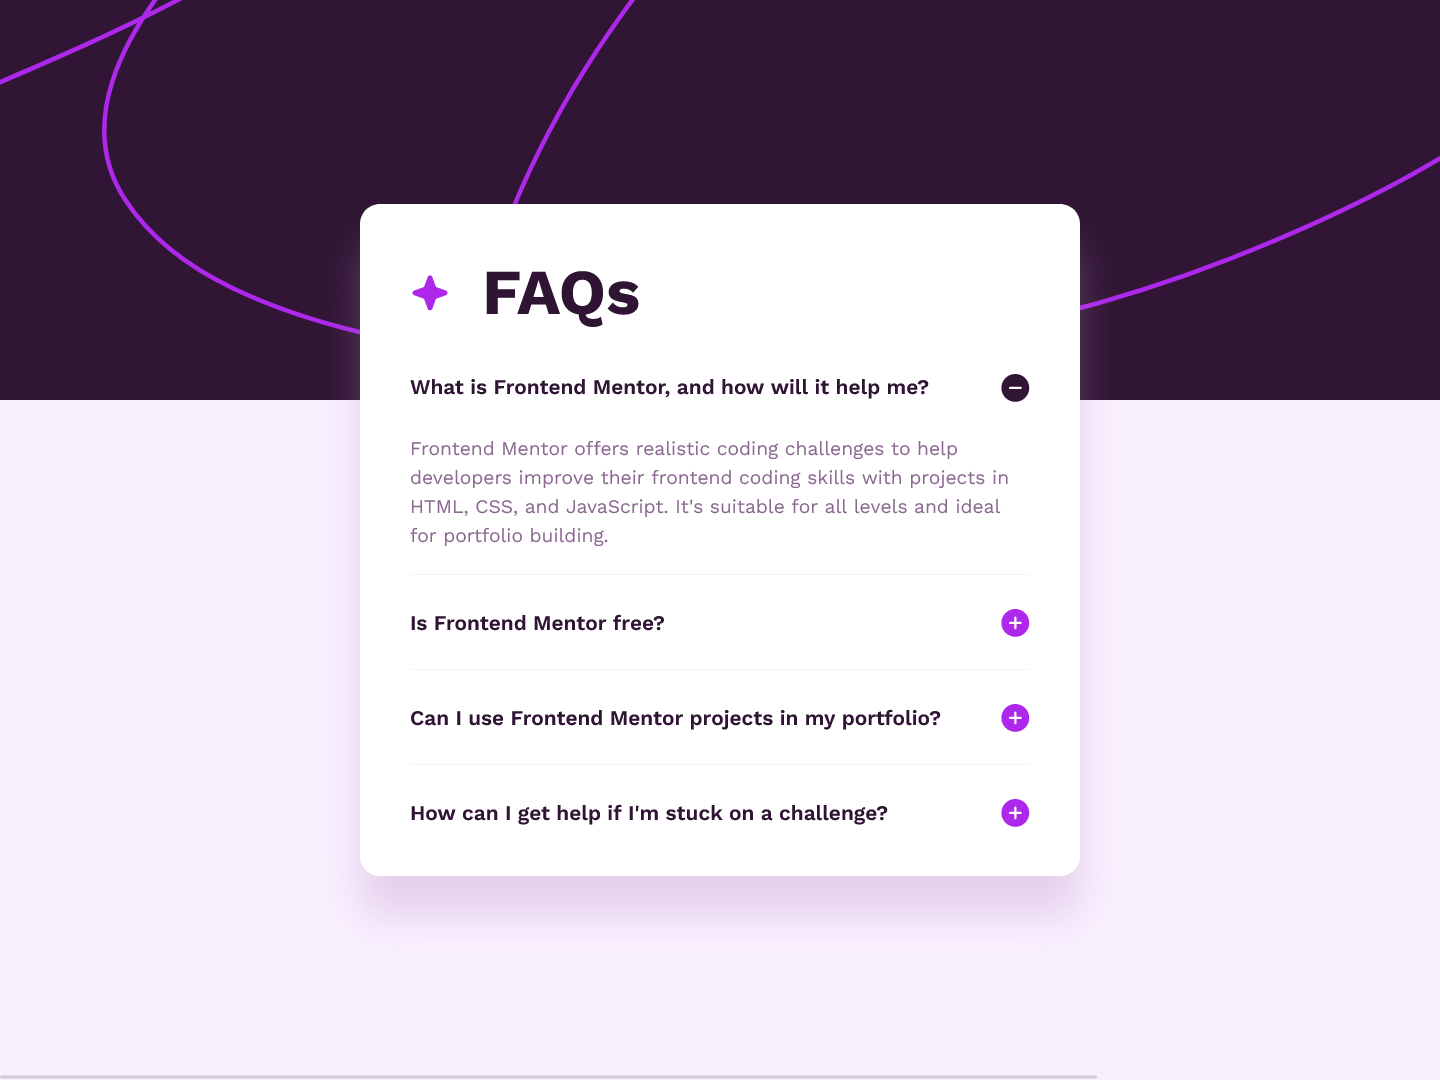 FAQs
What is Frontend Mentor, and how will it help me?
Frontend Mentor offers realistic coding challenges to help
developers improve their frontend coding skills with projects in
HTML, CSS, and JavaScript. It's suitable for all levels and ideal
for portfolio building.
Is Frontend Mentor free?
Can I use Frontend Mentor projects in my portfolio?
How can I get help if I'm stuck on a challenge?